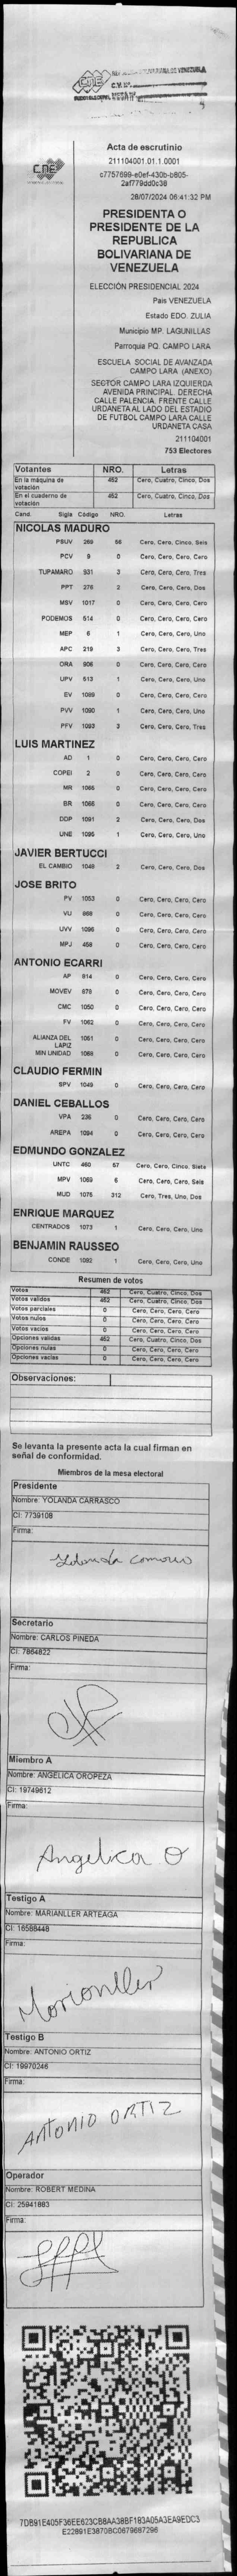 CNE
CNE
Acta de escrutinio
211104001.01.1.0001
c7757699-e0ef-430b-b805-
2af779dd0c38
28/07/2024 06:41:32 PM
PRESIDENTA O
PRESIDENTE DE LA
REPUBLICA
BOLIVARIANA DE
VENEZUELA
ELECCIÓN PRESIDENCIAL 2024
Pais VENEZUELA
Estado EDO. ZULIA
Municipio MP. LAGUNILLAS
Parroquia PQ. CAMPO LARA
ESCUELA SOCIAL DE AVANZADA
CAMPO LARA (ANEXO)
SECTOR CAMPO LARA IZQUIERDA
AVENIDA PRINCIPAL. DERECHA
CALLE PALENCIA. FRENTE CALLE
URDANETA AL LADO DEL ESTADIO
DE FUTBOL CAMPO LARA CALLE
URDANETA CASA
211104001
753 Electores
Votantes NRO. Letras
En la máquina de votación 452 Cero, Cuatro, Cinco, Dos
En el cuaderno de votación 452 Cero, Cuatro, Cinco, Dos
Cand. Sigla Código NRO. Letras
NICOLAS MADURO
PSUV 269 56 Cero, Cero, Cinco, Seis
PCV 9 0 Cero, Cero, Cero, Cero
TUPAMARO 931 3 Cero, Cero, Cero, Tres
PPT 276 2 Cero, Cero, Cero, Dos
MSV 1017 0 Cero, Cero, Cero, Cero
PODEMOS 514 0 Cero, Cero, Cero, Cero
MEP 6 1 Cero, Cero, Cero, Uno
APC 219 3 Cero, Cero, Cero, Tres
ORA 906 0 Cero, Cero, Cero, Cero
UPV 513 1 Cero, Cero, Cero, Uno
EV 1089 0 Cero, Cero, Cero, Cero
PVV 1090 1 Cero, Cero, Cero, Uno
PFV 1093 3 Cero, Cero, Cero, Tres
LUIS MARTINEZ
AD 1 0 Cero, Cero, Cero, Cero
COPEI 2 0 Cero, Cero, Cero, Cero
MR 1065 0 Cero, Cero, Cero, Cero
BR 1066 0 Cero, Cero, Cero, Cero
DDP 1091 2 Cero, Cero, Cero, Dos
UNE 1095 1 Cero, Cero, Cero, Uno
JAVIER BERTUCCI
EL CAMBIO 1048 2 Cero, Cero, Cero, Dos
JOSE BRITO
PV 1053 0 Cero, Cero, Cero, Cero
VU 868 0 Cero, Cero, Cero, Cero
UVV 1096 0 Cero, Cero, Cero, Cero
MPJ 458 0 Cero, Cero, Cero, Cero
ANTONIO ECARRI
AP 814 0 Cero, Cero, Cero, Cero
MOVEV 878 0 Cero, Cero, Cero, Cero
CMC 1050 0 Cero, Cero, Cero, Cero
FV 1062 0 Cero, Cero, Cero, Cero
ALIANZA DEL LAPIZ 1051 0 Cero, Cero, Cero, Cero
MIN UNIDAD 1068 0 Cero, Cero, Cero, Cero
CLAUDIO FERMIN
SPV 1049 0 Cero, Cero, Cero, Cero
DANIEL CEBALLOS
VPA 236 0 Cero, Cero, Cero, Cero
AREPA 1094 0 Cero, Cero, Cero, Cero
EDMUNDO GONZALEZ
UNTC 460 67 Cero, Cero, Cinco, Siete
MPV 1069 6 Cero, Cero, Cero, Seis
MUD 1075 312 Cero, Tres, Uno, Dos
ENRIQUE MARQUEZ
CENTRADOS 1073 1 Cero, Cero, Cero, Uno
BENJAMIN RAUSSEO
CONDE 1092 1 Cero, Cero, Cero, Uno
Resumen de votos
Votos 452 Cero, Cuatro, Cinco, Dos
Votos validos 452 Cero, Cuatro, Cinco, Dos
Votos parciales 0 Cero, Cero, Cero, Cero
Votos nulos 0 Cero, Cero, Cero, Cero
Votos vacíos 0 Cero, Cero, Cero, Cero
Opciones validas 452 Cero, Cuatro, Cinco, Dos
Opciones nulas 0 Cero, Cero, Cero, Cero
Opciones vacías 0 Cero, Cero, Cero, Cero
Observaciones:
Se levanta la presente acta la cual firman en
señal de conformidad.
Miembros de la mesa electoral
Presidente
Nombre: YOLANDA CARRASCO
CI: 7739108
Firma:
Secretario
Nombre: CARLOS PINEDA
CI: 7864822
Firma:
Miembro A
Nombre: ANGELICA OROPEZA
CI: 19749612
Firma:
Angelica O
Testigo A
Nombre: MARIANLLER ARTEAGA
CI: 16588448
Firma:
Marianller
Testigo B
Nombre: ANTONIO ORTIZ
CI: 19970246
Firma:
Antonio ORTIZ
Operador
Nombre: ROBERT MEDINA
CI: 25941883
Firma:
7DB91E405F36EE623CB8AA38BF1B3A05A3EA9EDC3
E22891E3870BC0679697296